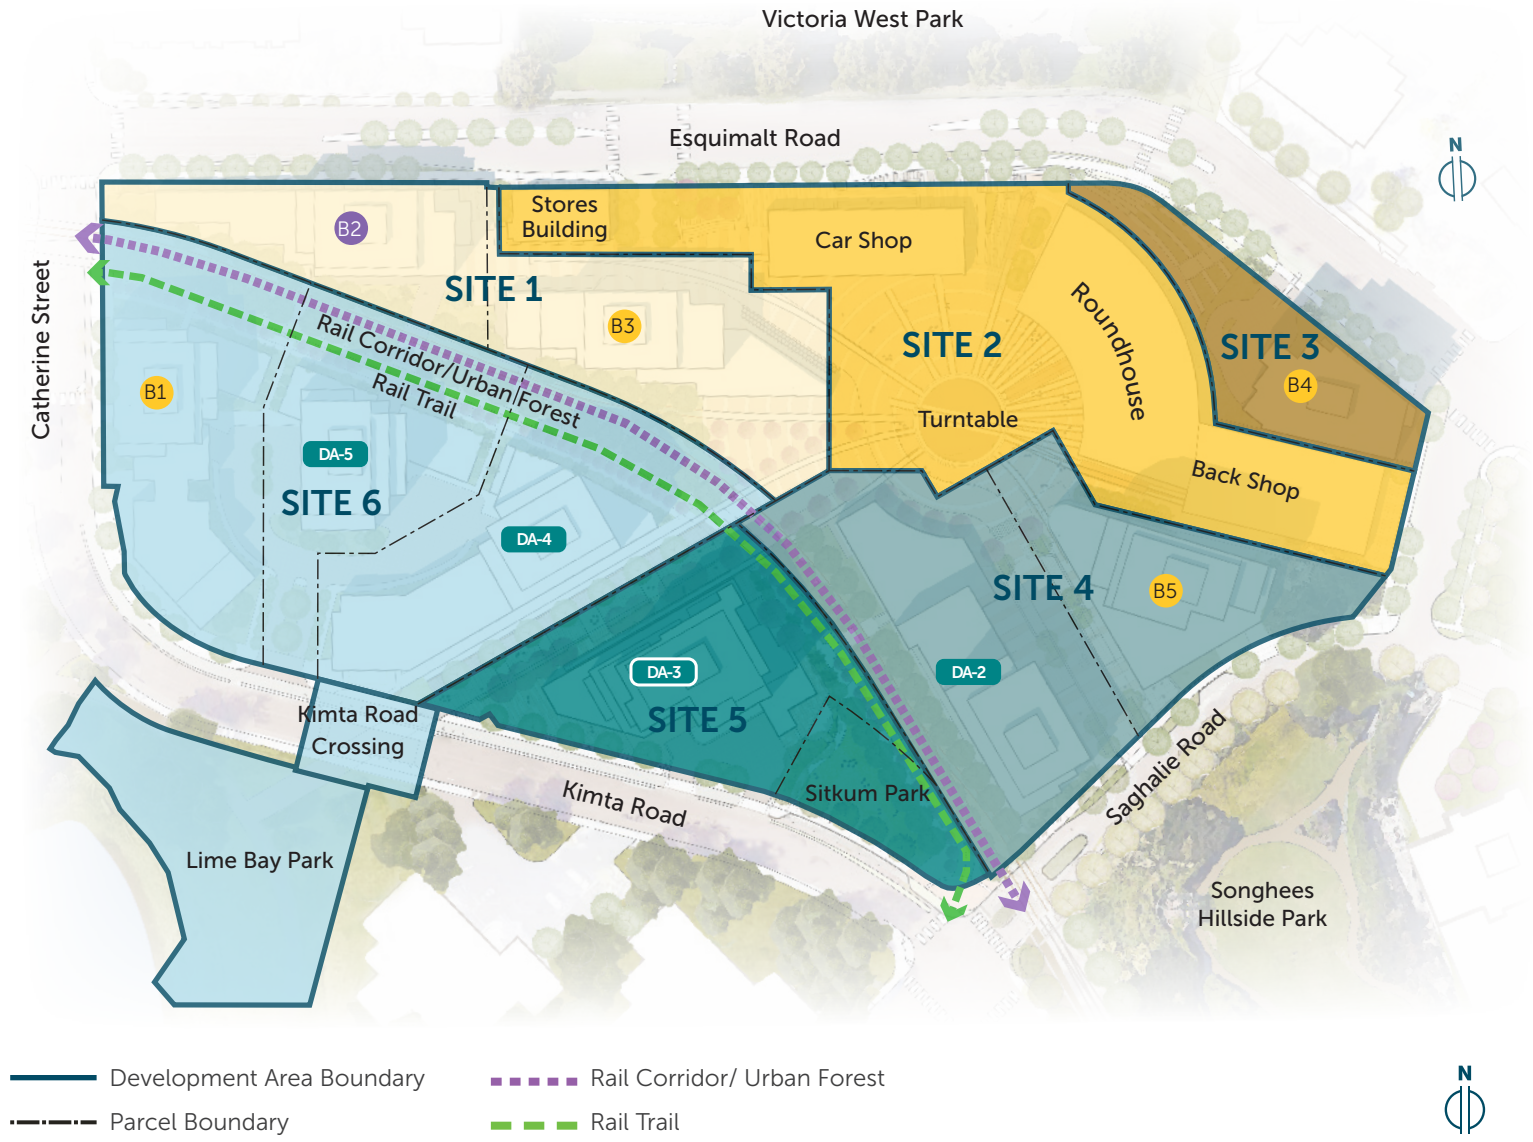 Victoria West Park
Esquimalt Road
N
Stores
Building
Car Shop
B2
SITE 1
B3
Roundhouse
SITE 2
SITE 3
B4
Catherine Street
Rail Corridor/Urban Forest
Rail Trail
B1
Turntable
DA-5
SITE 6
Back Shop
DA-4
SITE 4
B5
DA-3
DA-2
SITE 5
Kimta Road
Crossing
Sitkum Park
Kimta Road
Saghalie Road
Lime Bay Park
Songhees
Hillside Park
Development Area Boundary
Rail Corridor/ Urban Forest
N
Parcel Boundary
Rail Trail